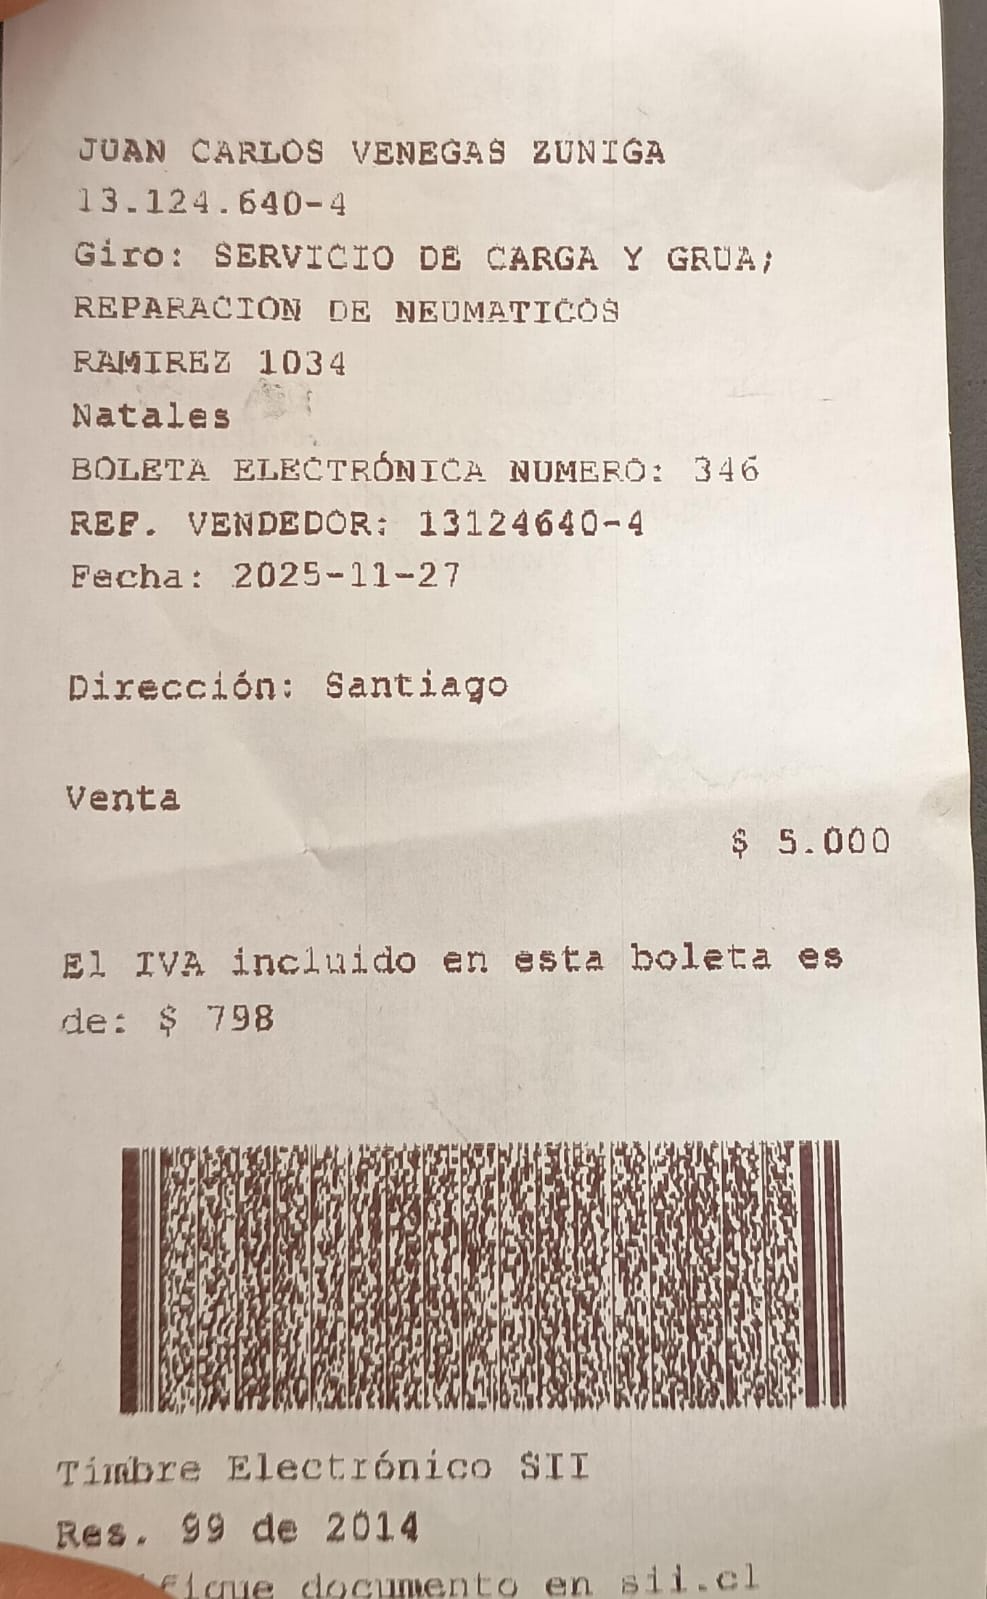 JUAN CARLOS VENEGAS ZUNIGA
13.124.640-4
Giro: SERVICIO DE CARGA Y GRUA;
REPARACION DE NEUMATICOS
RAMIREZ 1034
Natales
BOLETA ELECTRÓNICA NUMERO: 346
REF. VENDEDOR: 13124640-4
Fecha: 2025-11-27
Dirección: Santiago
Venta
$ 5.000
El IVA incluido en esta boleta es
de: $ 798
Timbre Electrónico SII
Res. 99 de 2014
documento en sii.cl